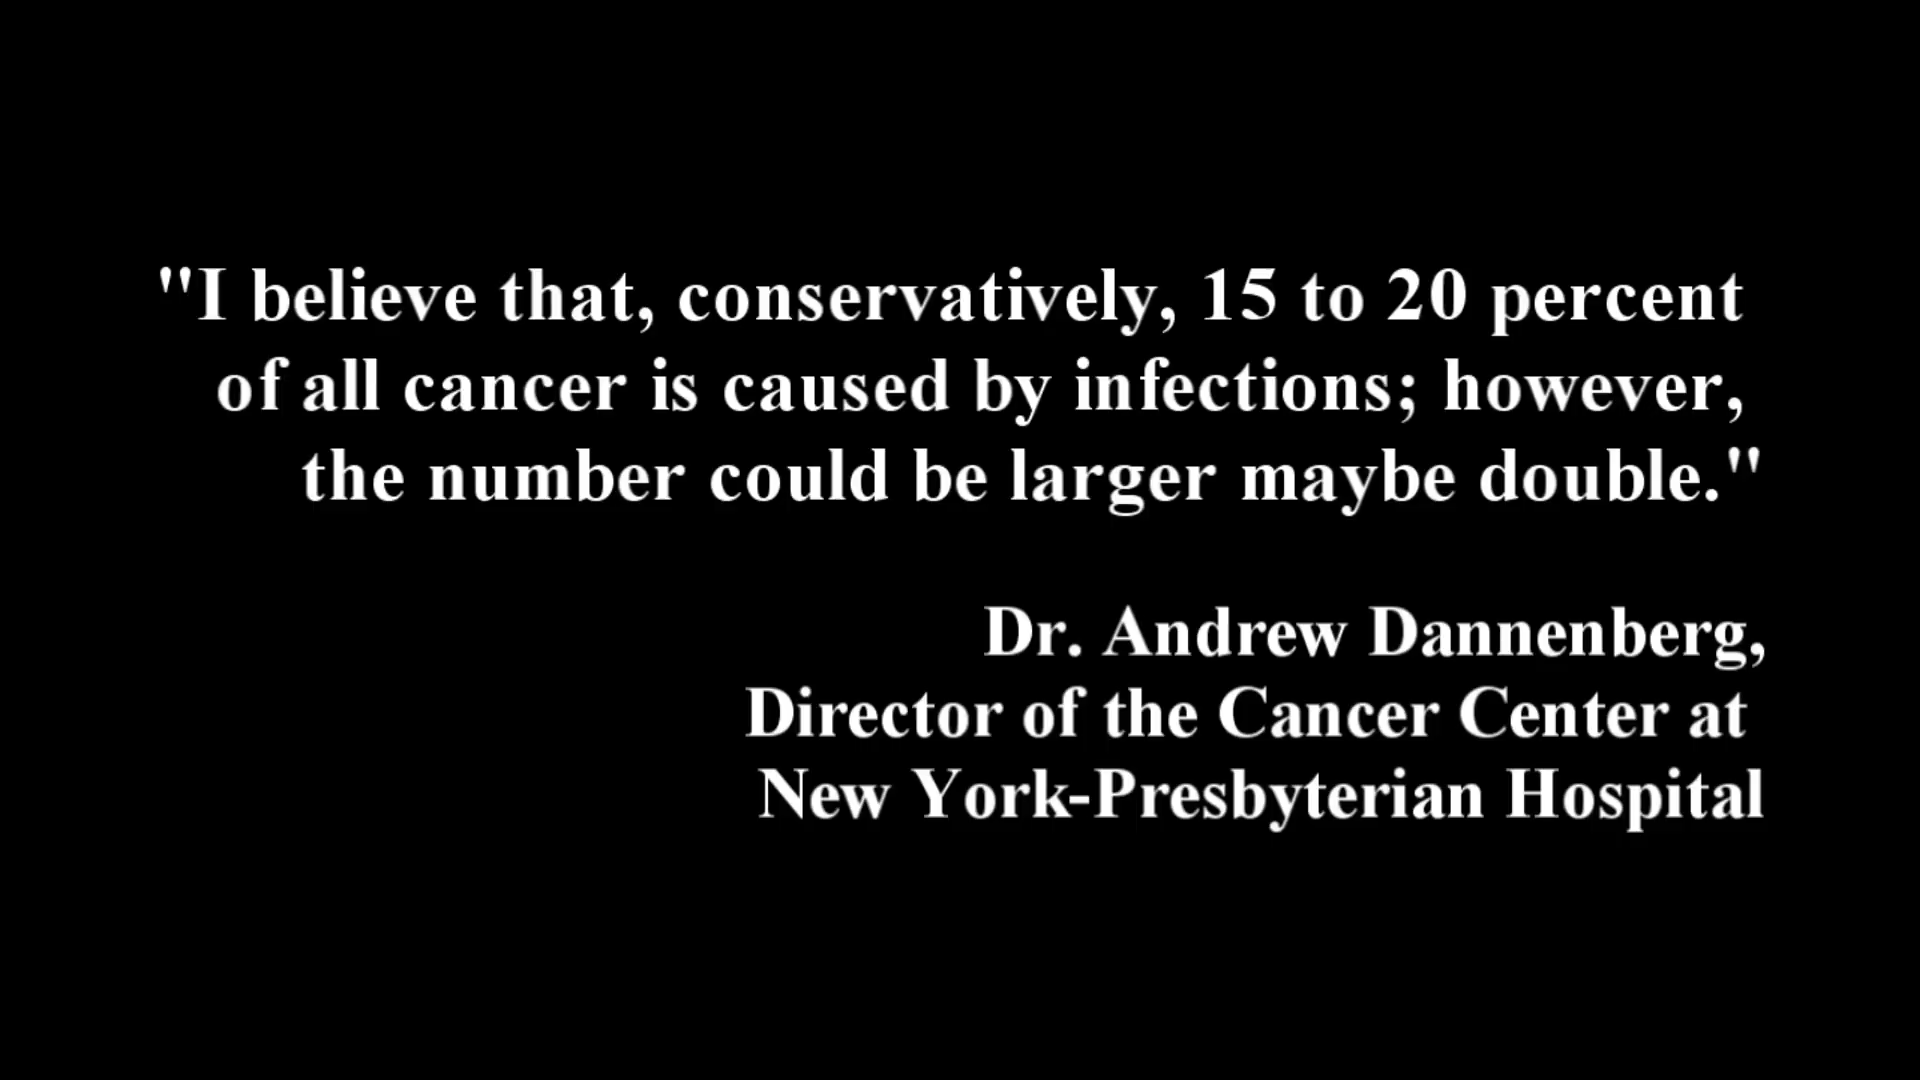 "I believe that, conservatively, 15 to 20 percent
of all cancer is caused by infections; however,
the number could be larger maybe double."
Dr. Andrew Dannenberg,
Director of the Cancer Center at
New York-Presbyterian Hospital